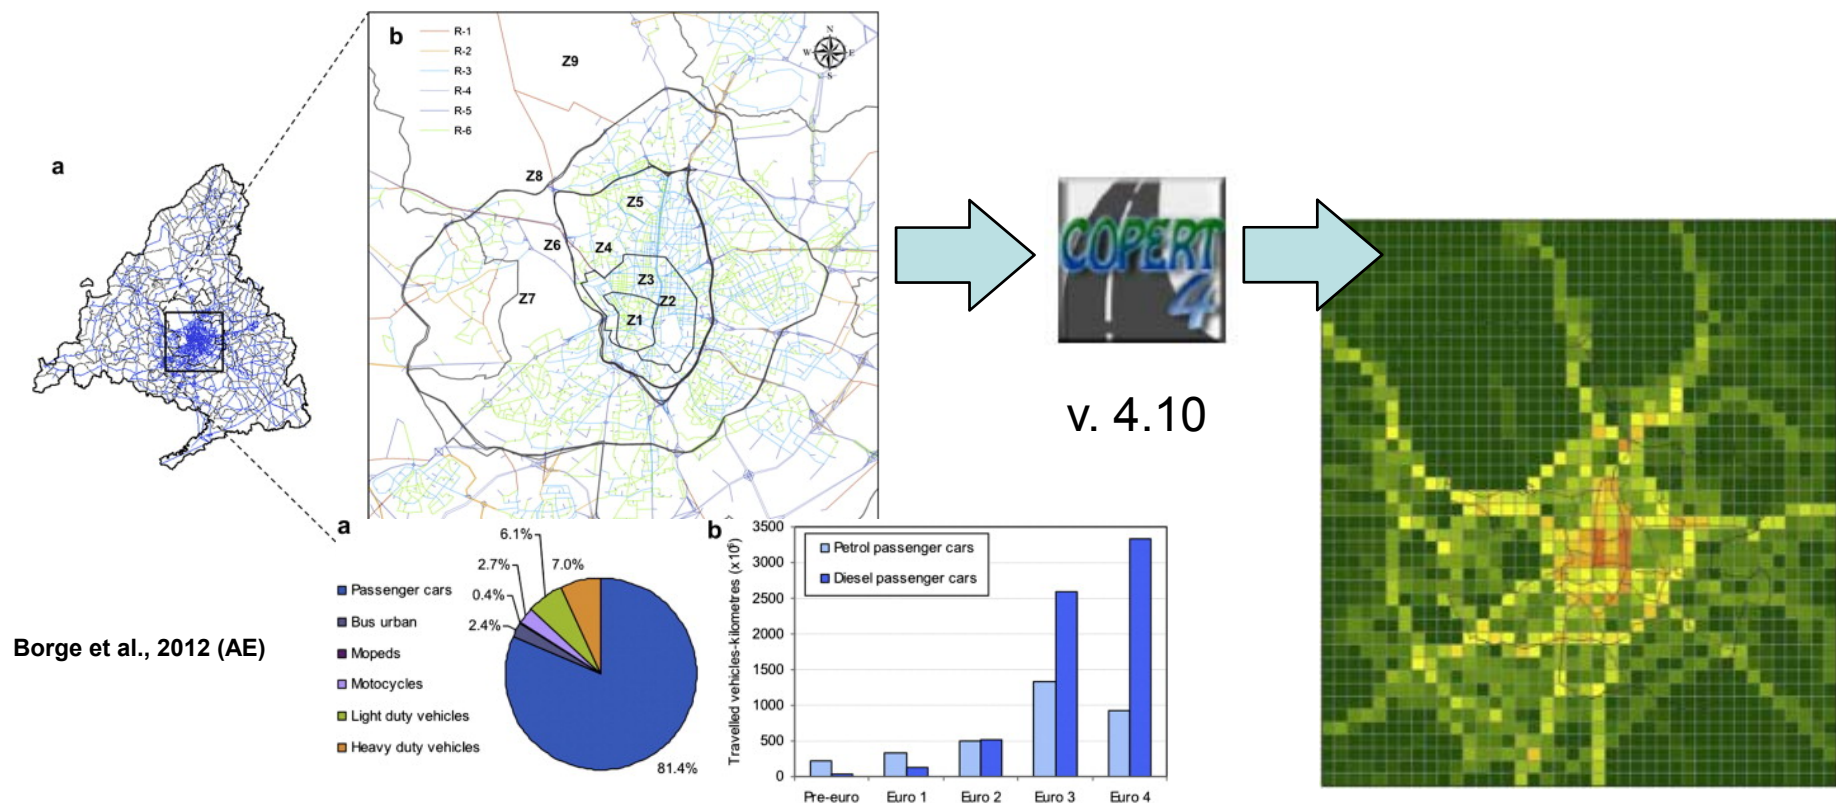 a
b
R-1
R-2
R-3
R-4
R-5
R-6
N
W
E
S
Z9
Z8
Z5
Z6
Z4
Z3
Z7
Z2
Z1
COPERT
4
v. 4.10
Borge et al., 2012 (AE)
a
Passenger cars
Bus urban
Mopeds
Motocycles
Light duty vehicles
Heavy duty vehicles
6.1%
7.0%
2.7%
0.4%
2.4%
81.4%
b
Travelled vehicles-kilometres (x10⁶)
3500
3000
2500
2000
1500
1000
500
0
Petrol passenger cars
Diesel passenger cars
Pre-euro
Euro 1
Euro 2
Euro 3
Euro 4